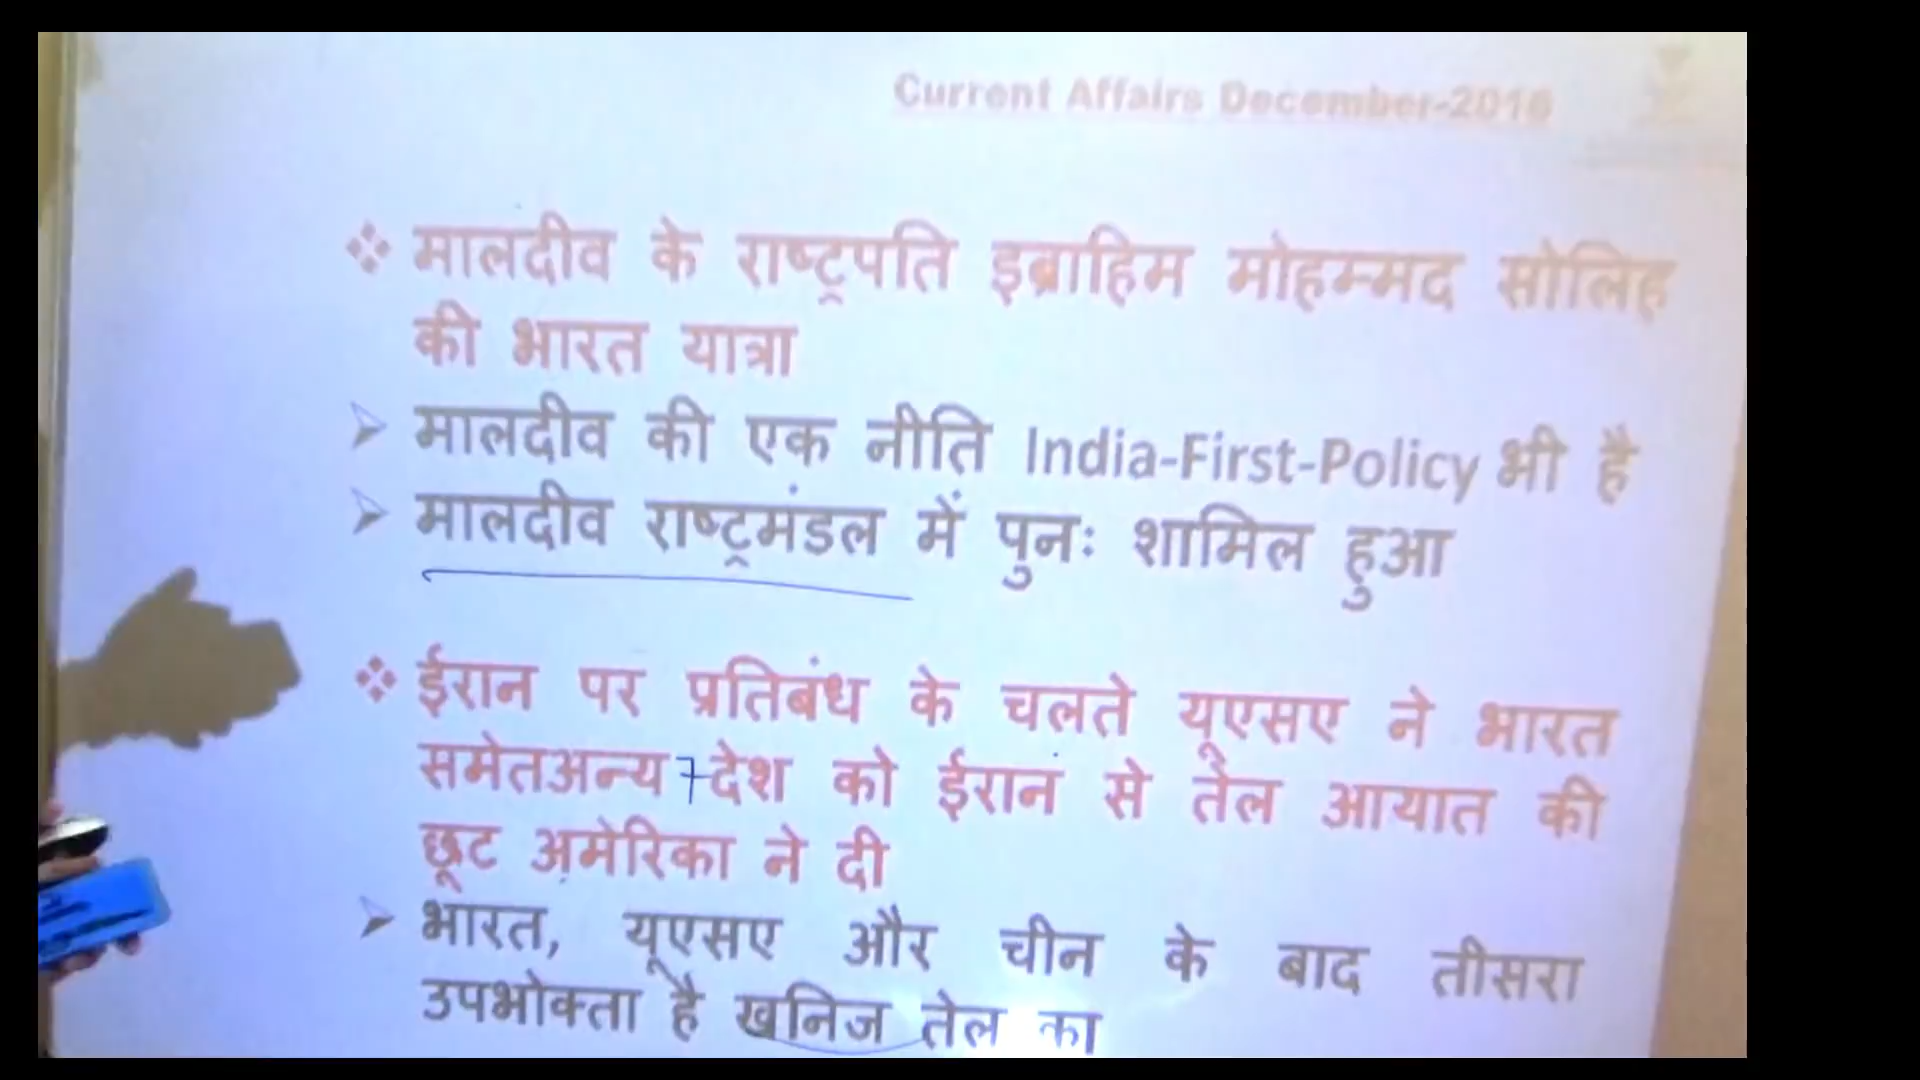 Current Affairs December-2018
❖ मालदीव के राष्ट्रपति इब्राहिम मोहम्मद सोलिह
की भारत यात्रा
➢ मालदीव की एक नीति India-First-Policy भी है
➢ मालदीव राष्ट्रमंडल में पुनः शामिल हुआ
❖ ईरान पर प्रतिबंध के चलते यूएसए ने भारत
समेतअन्य 7 देश को ईरान से तेल आयात की
छूट अमेरिका ने दी
➢ भारत, यूएसए और चीन के बाद तीसरा
उपभोक्ता है खनिज तेल का